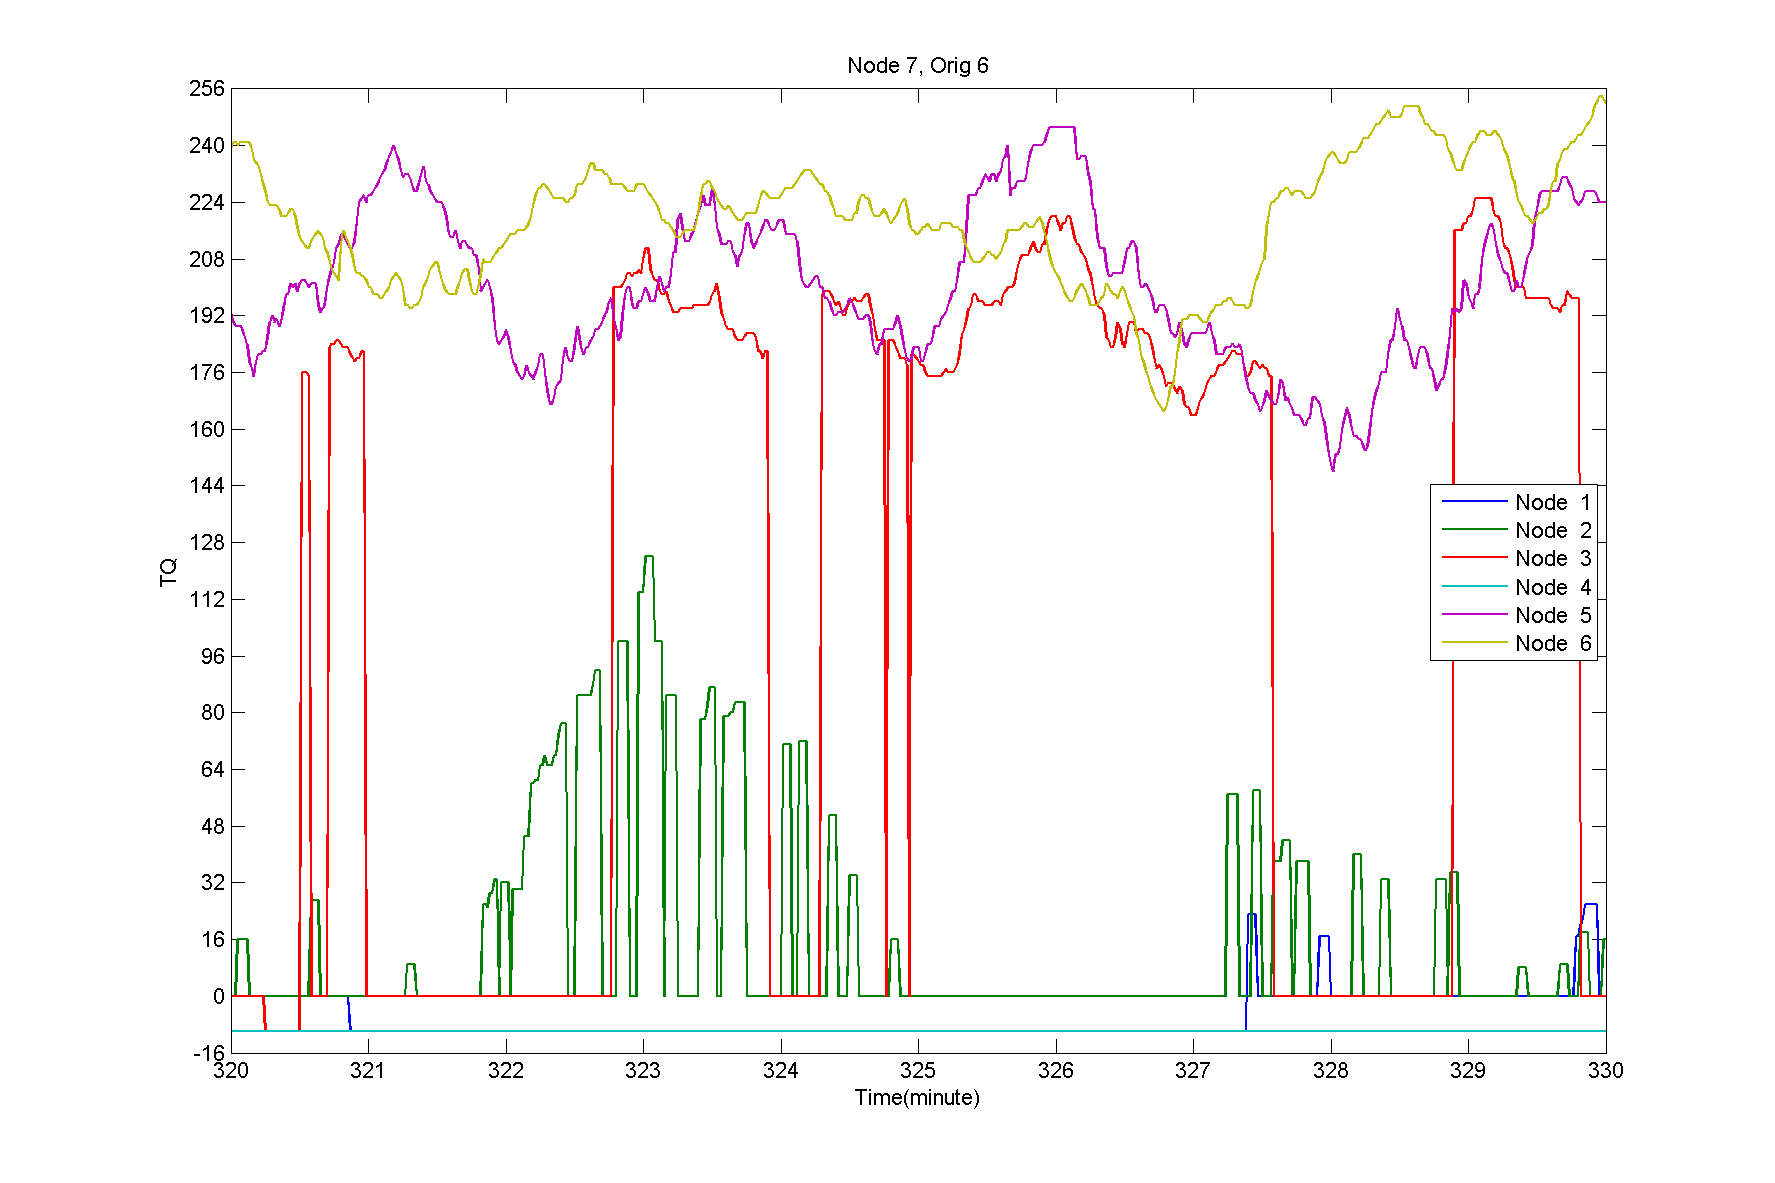 Node 7, Orig 6
256
240
224
208
192
176
160
144
128
112
96
80
64
48
32
16
0
-16
TQ
Node 1
Node 2
Node 3
Node 4
Node 5
Node 6
320 321 322 323 324 325 326 327 328 329 330
Time(minute)